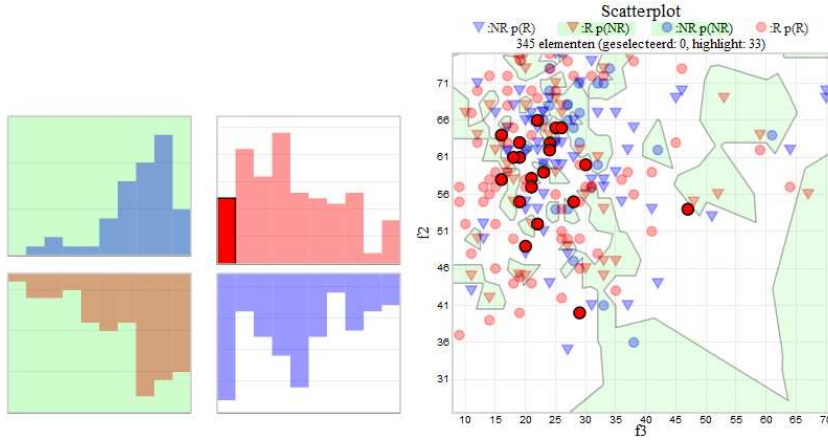 Scatterplot
:NR p(R) :R p(NR) :NR p(NR) :R p(R)
345 elementen (geselecteerd: 0, highlight: 33)
71
66
61
56
51
46
41
36
31
f2
10 15 20 25 30 35 40 45 50 55 60 65 70
f3